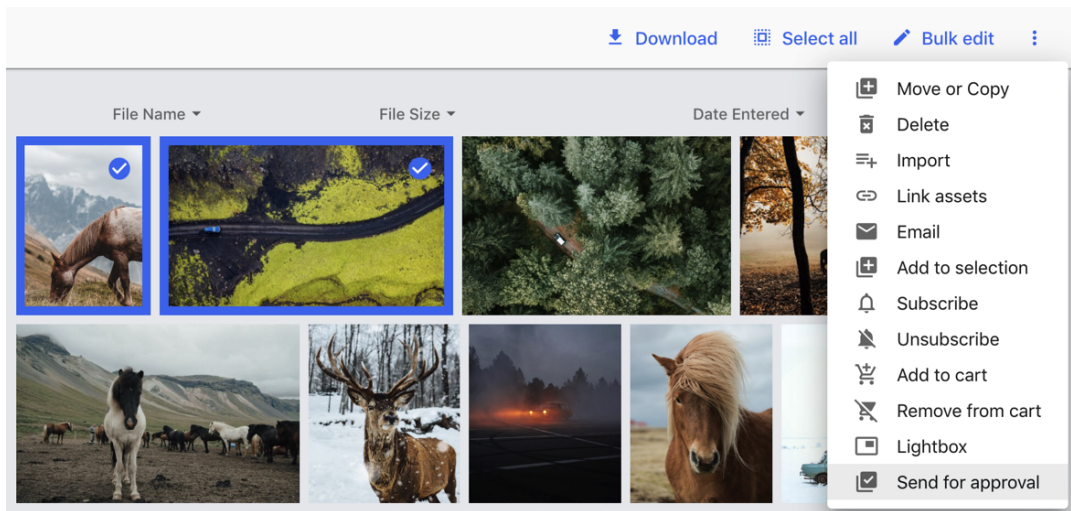 Download Select all Bulk edit
File Name File Size Date Entered
Move or Copy
Delete
Import
Link assets
Email
Add to selection
Subscribe
Unsubscribe
Add to cart
Remove from cart
Lightbox
Send for approval